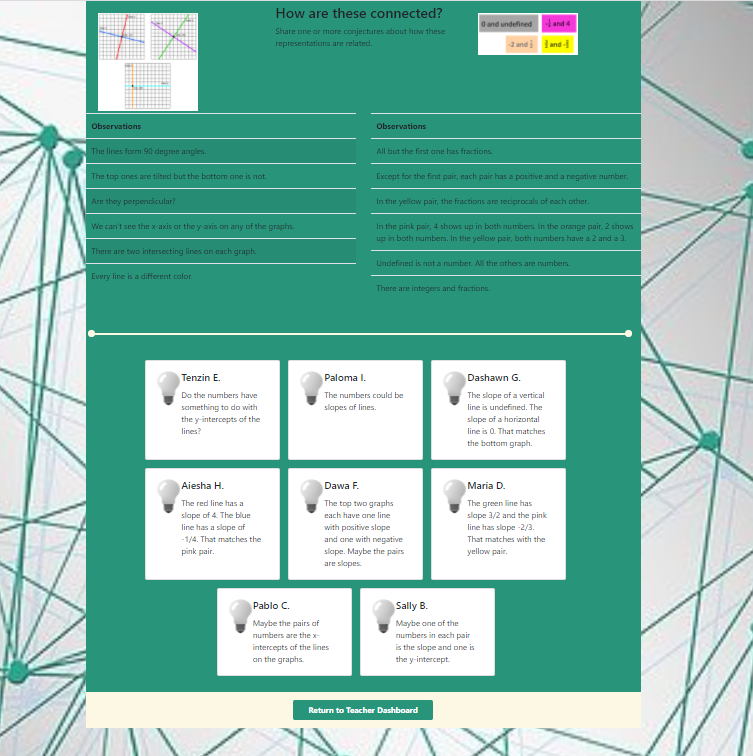 How are these connected?
Share one or more conjectures about how these
representations are related.
0 and undefined
-1/4 and 4
-2 and 1/2
Observations
The lines form 90 degree angles.
The top ones are tilted but the bottom one is not.
Are they perpendicular?
We can't see the x-axis or the y-axis on any of the graphs.
There are two intersecting lines on each graph.
Every line is a different color.
Observations
All but the first one has fractions.
Except for the first pair, each pair has a positive and a negative number.
In the yellow pair, the fractions are reciprocals of each other.
In the pink pair, 4 shows up in both numbers. In the orange pair, 2 shows
up in both numbers. In the yellow pair, both numbers have a 2 and a 3.
Undefined is not a number. All the others are numbers.
There are integers and fractions.
Tenzin E.
Do the numbers have
something to do with
the y-intercepts of the
lines?
Paloma I.
The numbers could be
slopes of lines.
Dashawn G.
The slope of a vertical
line is undefined. The
slope of a horizontal
line is 0. That matches
the bottom graph.
Aiesha H.
The red line has a
slope of 4. The blue
line has a slope of
-1/4. That matches the
pink pair.
Dawa F.
The top two graphs
each have one line
with positive slope
and one with negative
slope. Maybe the pairs
are slopes.
Maria D.
The green line has
slope 3/2 and the pink
line has slope -2/3.
That matches with the
yellow pair.
Pablo C.
Maybe the pairs of
numbers are the x-
intercepts of the lines
on the graphs.
Sally B.
Maybe one of the
numbers in each pair
is the slope and one is
the y-intercept.
Return to Teacher Dashboard